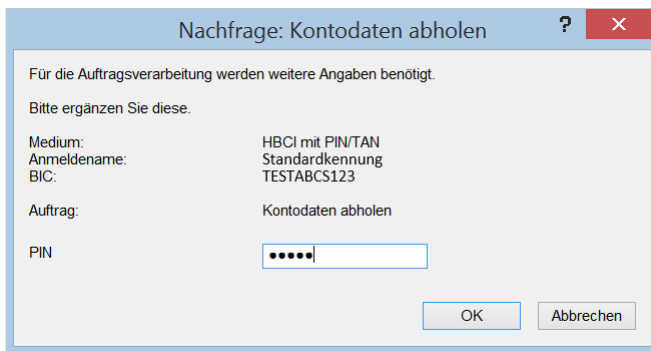 Nachfrage: Kontodaten abholen ?
Für die Auftragsverarbeitung werden weitere Angaben benötigt.
Bitte ergänzen Sie diese.
Medium: HBCI mit PIN/TAN
Anmeldename: Standardkennung
BIC: TESTABCS123
Auftrag: Kontodaten abholen
PIN •••••
OK Abbrechen